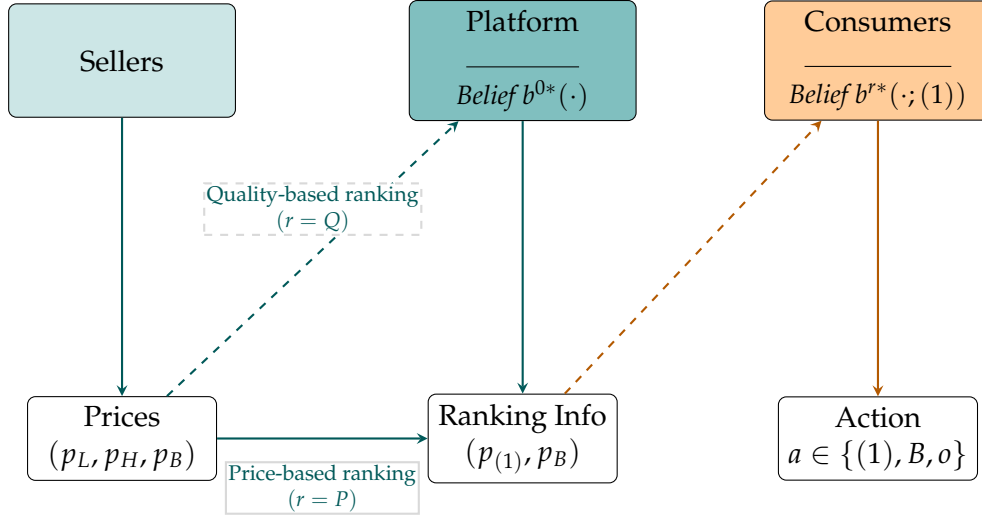 Sellers
Platform
Belief b^{0*}(·)
Consumers
Belief b^{r*}(·; (1))
Quality-based ranking
(r = Q)
Prices
(p_L, p_H, p_B)
Price-based ranking
(r = P)
Ranking Info
(p_{(1)}, p_B)
Action
a ∈ {(1), B, o}